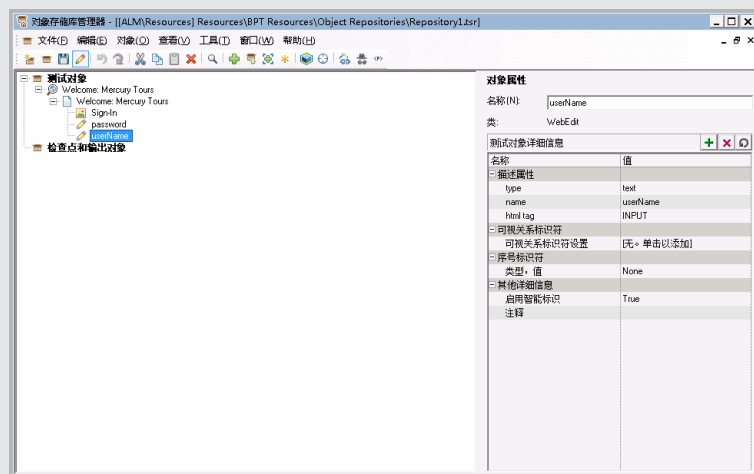 对象存储库管理器 - [[ALM\Resources] Resources\BPT Resources\Object Repositories\Repository1.tsr]
文件(F) 编辑(E) 对象(O) 查看(V) 工具(T) 窗口(W) 帮助(H)
测试对象
Welcome: Mercury Tours
Welcome: Mercury Tours
Sign-In
password
userName
检查点和输出对象
对象属性
名称(N): userName
类: WebEdit
测试对象详细信息
名称 值
描述属性
type text
name userName
html tag INPUT
可视关系标识符
可视关系标识符设置 [无。单击以添加]
序号标识符
类型，值 None
其他详细信息
启用智能标识 True
注释